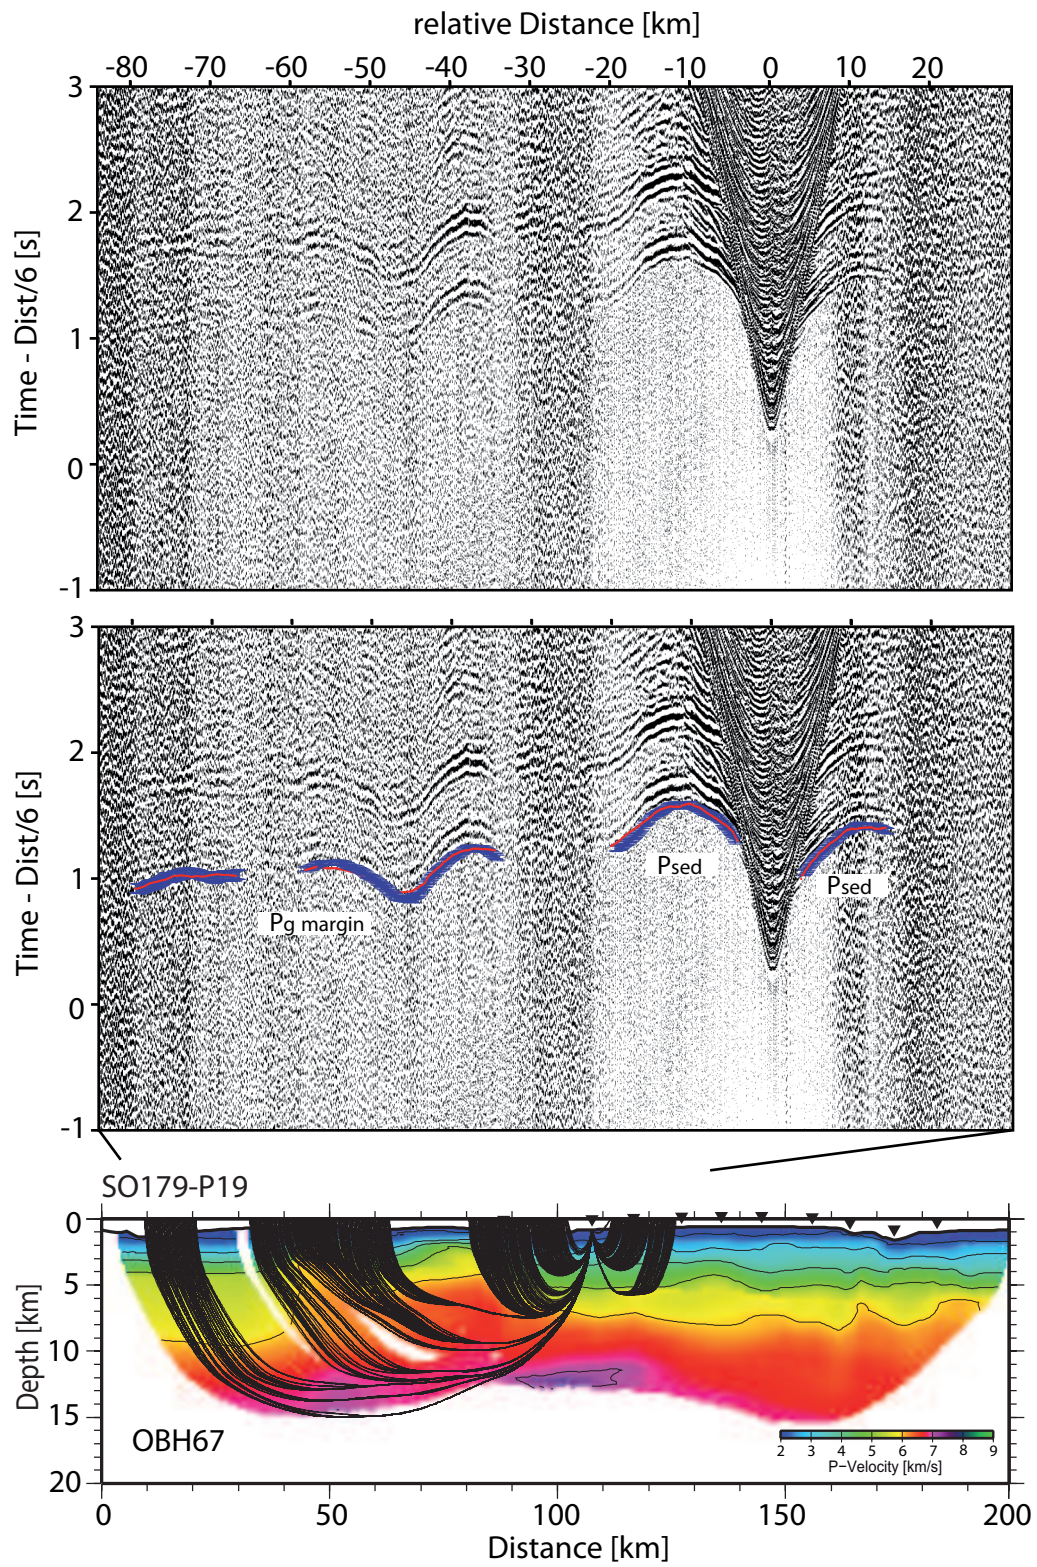 relative Distance [km]
-80 -70 -60 -50 -40 -30 -20 -10 0 10 20
3
2
1
0
-1
Time - Dist/6 [s]
3
2
1
0
-1
Time - Dist/6 [s]
Psed
Psed
Pg margin
SO179-P19
0
5
10
15
20
Depth [km]
OBH67
2 3 4 5 6 7 8 9
P-Velocity [km/s]
0 50 100 150 200
Distance [km]